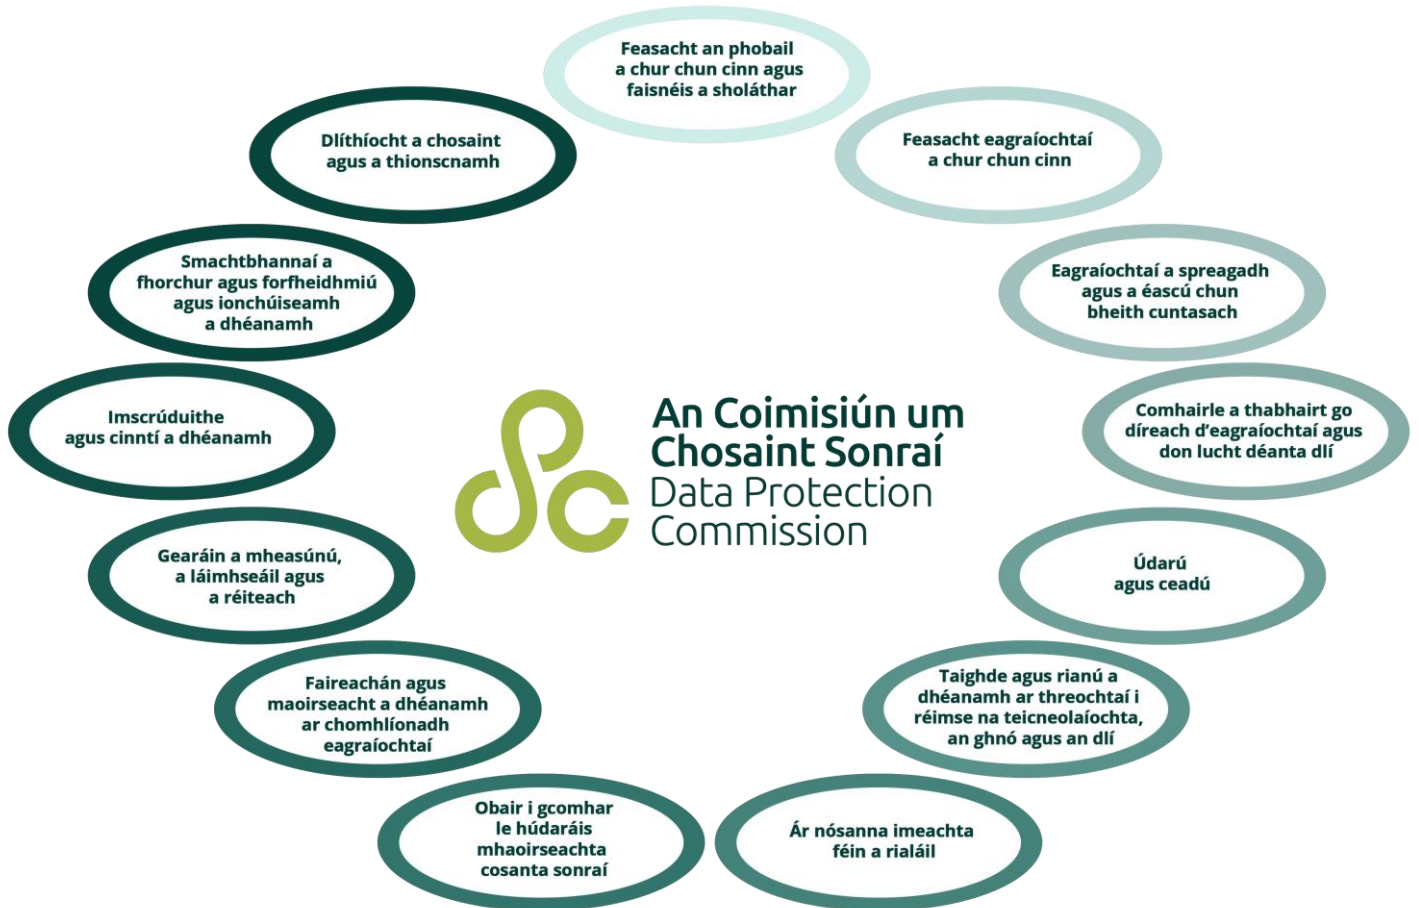 Feasacht an phobail
a chur chun cinn agus
faisnéis a sholáthar
Feasacht eagraíochtaí
a chur chun cinn
Eagraíochtaí a spreagadh
agus a éascú chun
bheith cuntasach
Comhairle a thabhairt go
díreach d'eagraíochtaí agus
don lucht déanta dlí
Údarú
agus ceadú
Taighde agus rianú a
dhéanamh ar threochtaí i
réimse na teicneolaíochta,
an ghnó agus an dlí
Ár nósanna imeachta
féin a rialáil
Obair i gcomhar
le húdaráis
mhaoirseachta
cosanta sonraí
Faireachán agus
maoirseacht a dhéanamh
ar chomhlíonadh
eagraíochtaí
Gearáin a mheasúnú,
a láimhseáil agus
a réiteach
Imscrúduithe
agus cinntí a dhéanamh
Smachtbhannaí a
fhorchur agus forfheidhmiú
agus ionchúiseamh
a dhéanamh
Dlíthíocht a chosaint
agus a thionscnamh
dpc
An Coimisiún um
Chosaint Sonraí
Data Protection
Commission